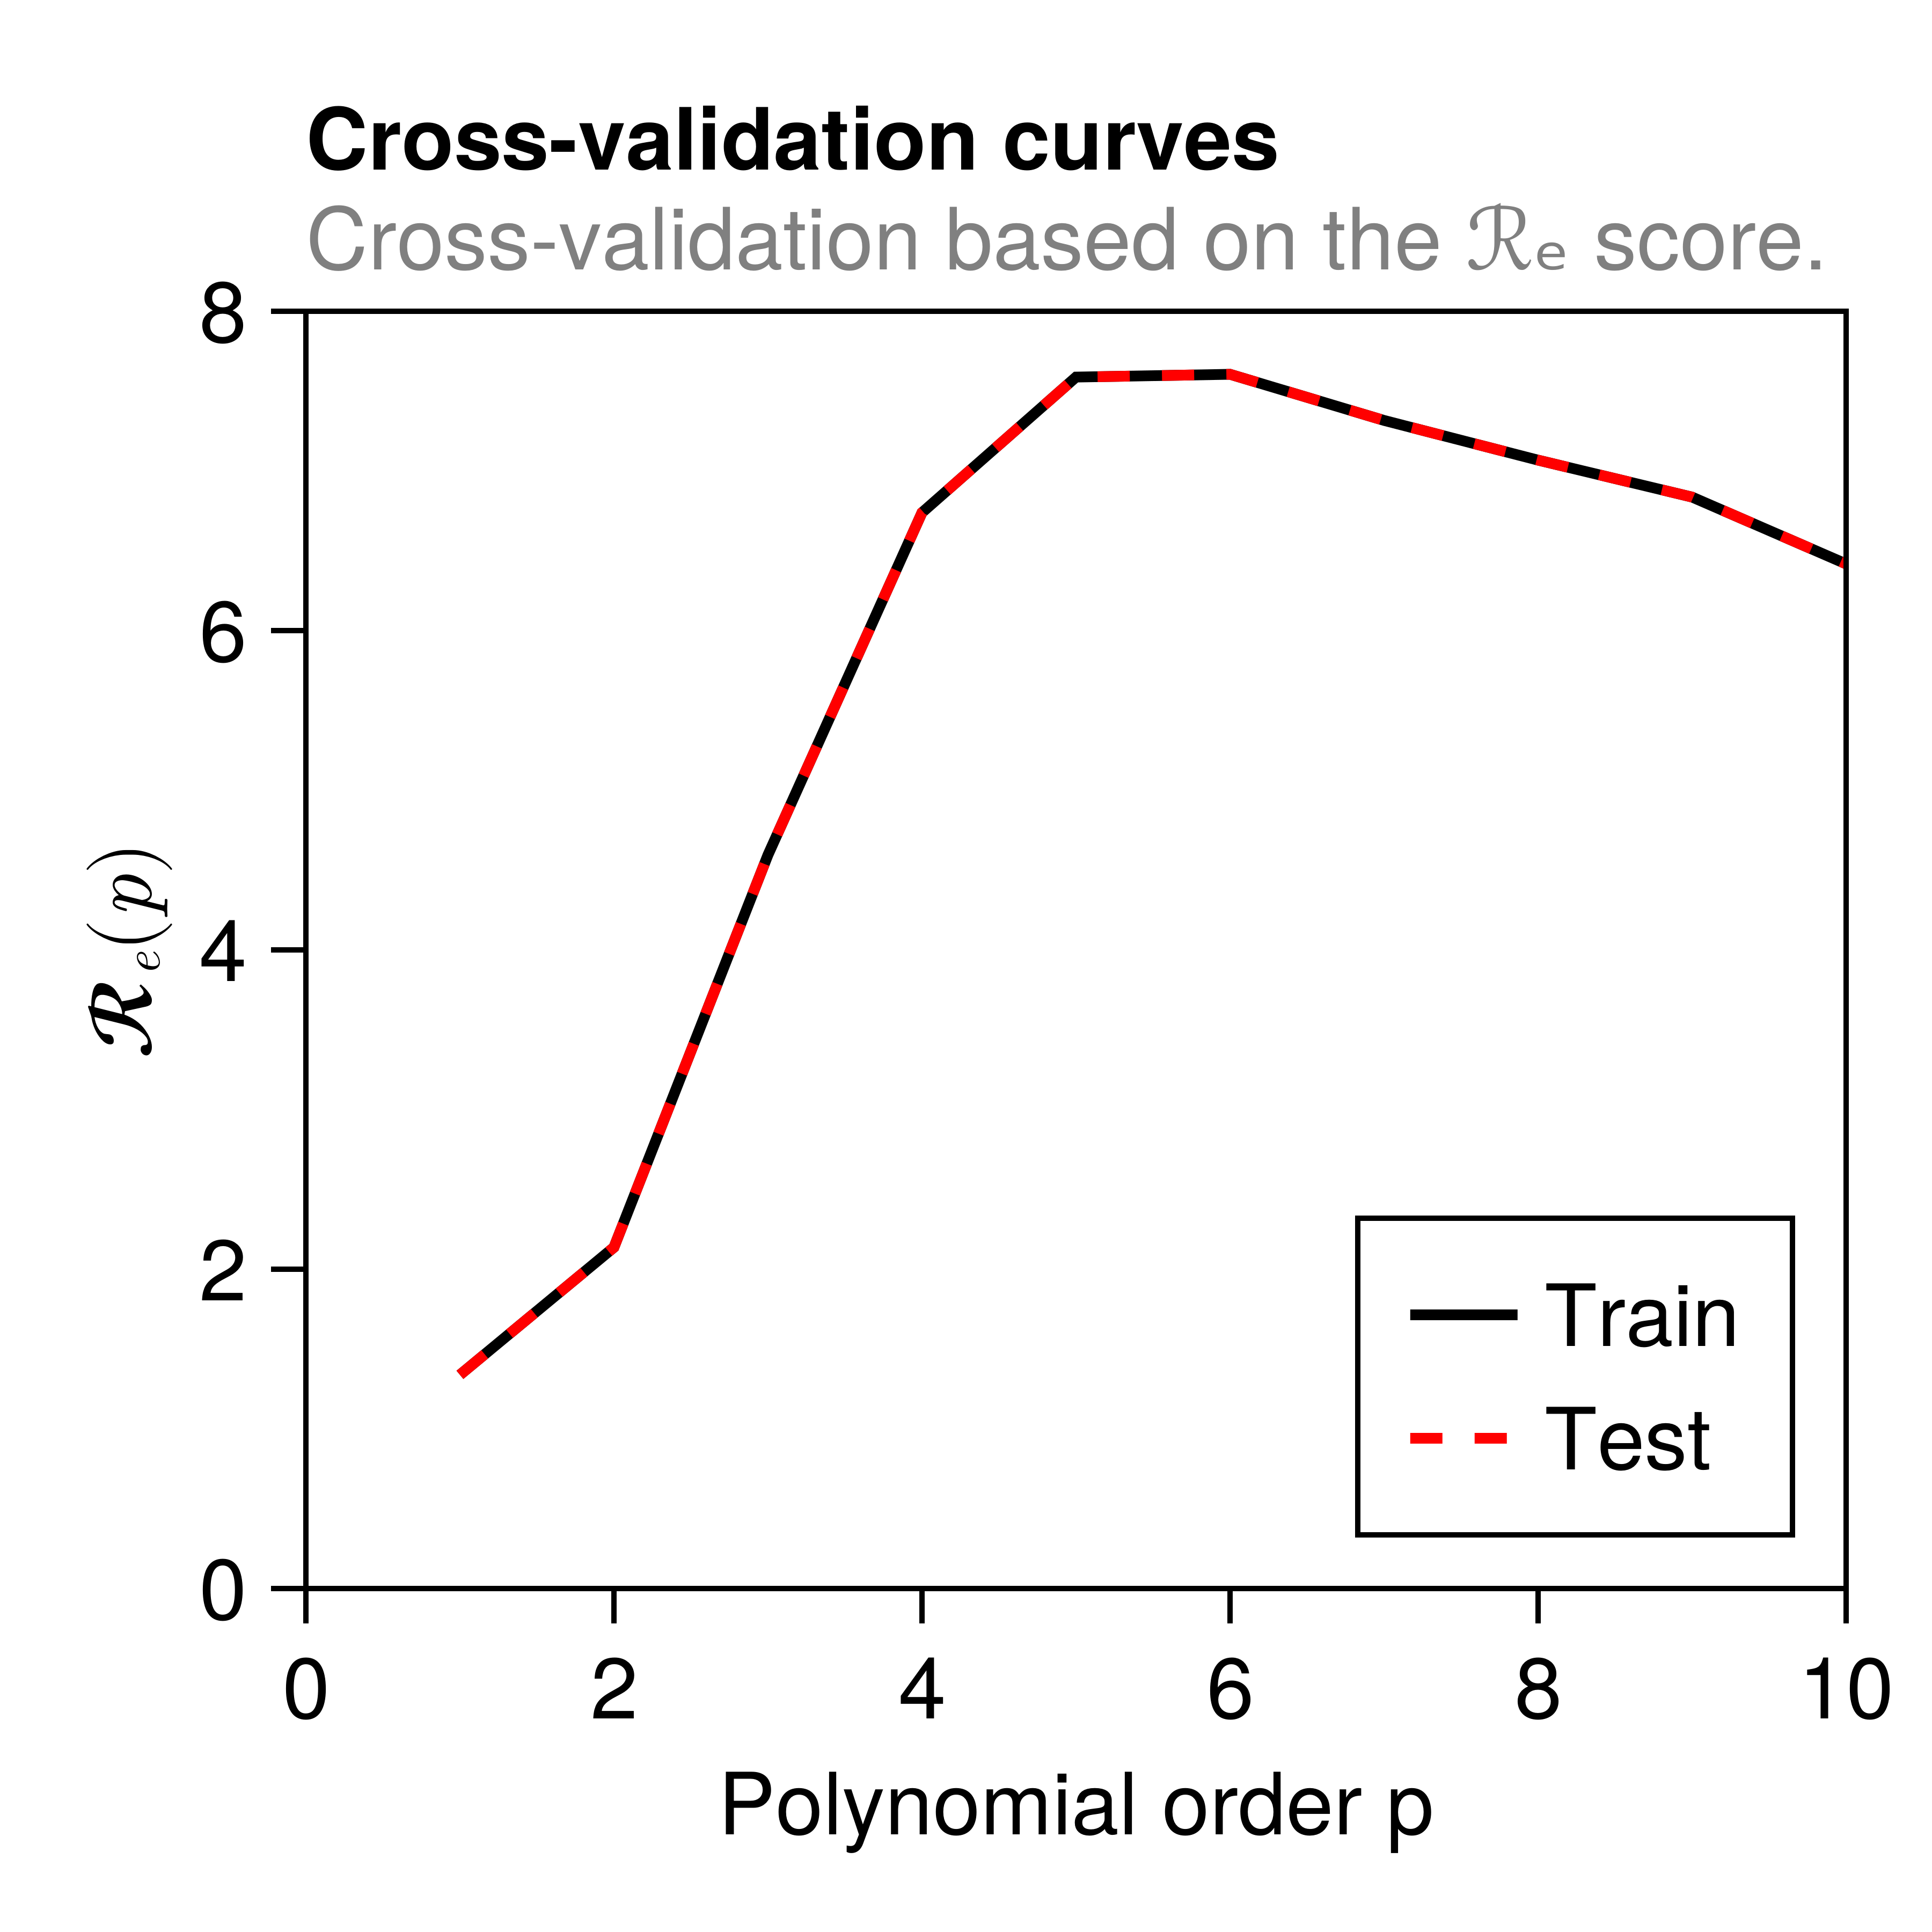 Cross-validation curves
Cross-validation based on the ℛₑ score.
8
6
4
2
0
𝓡ₑ(p)
Train
Test
0 2 4 6 8 10
Polynomial order p